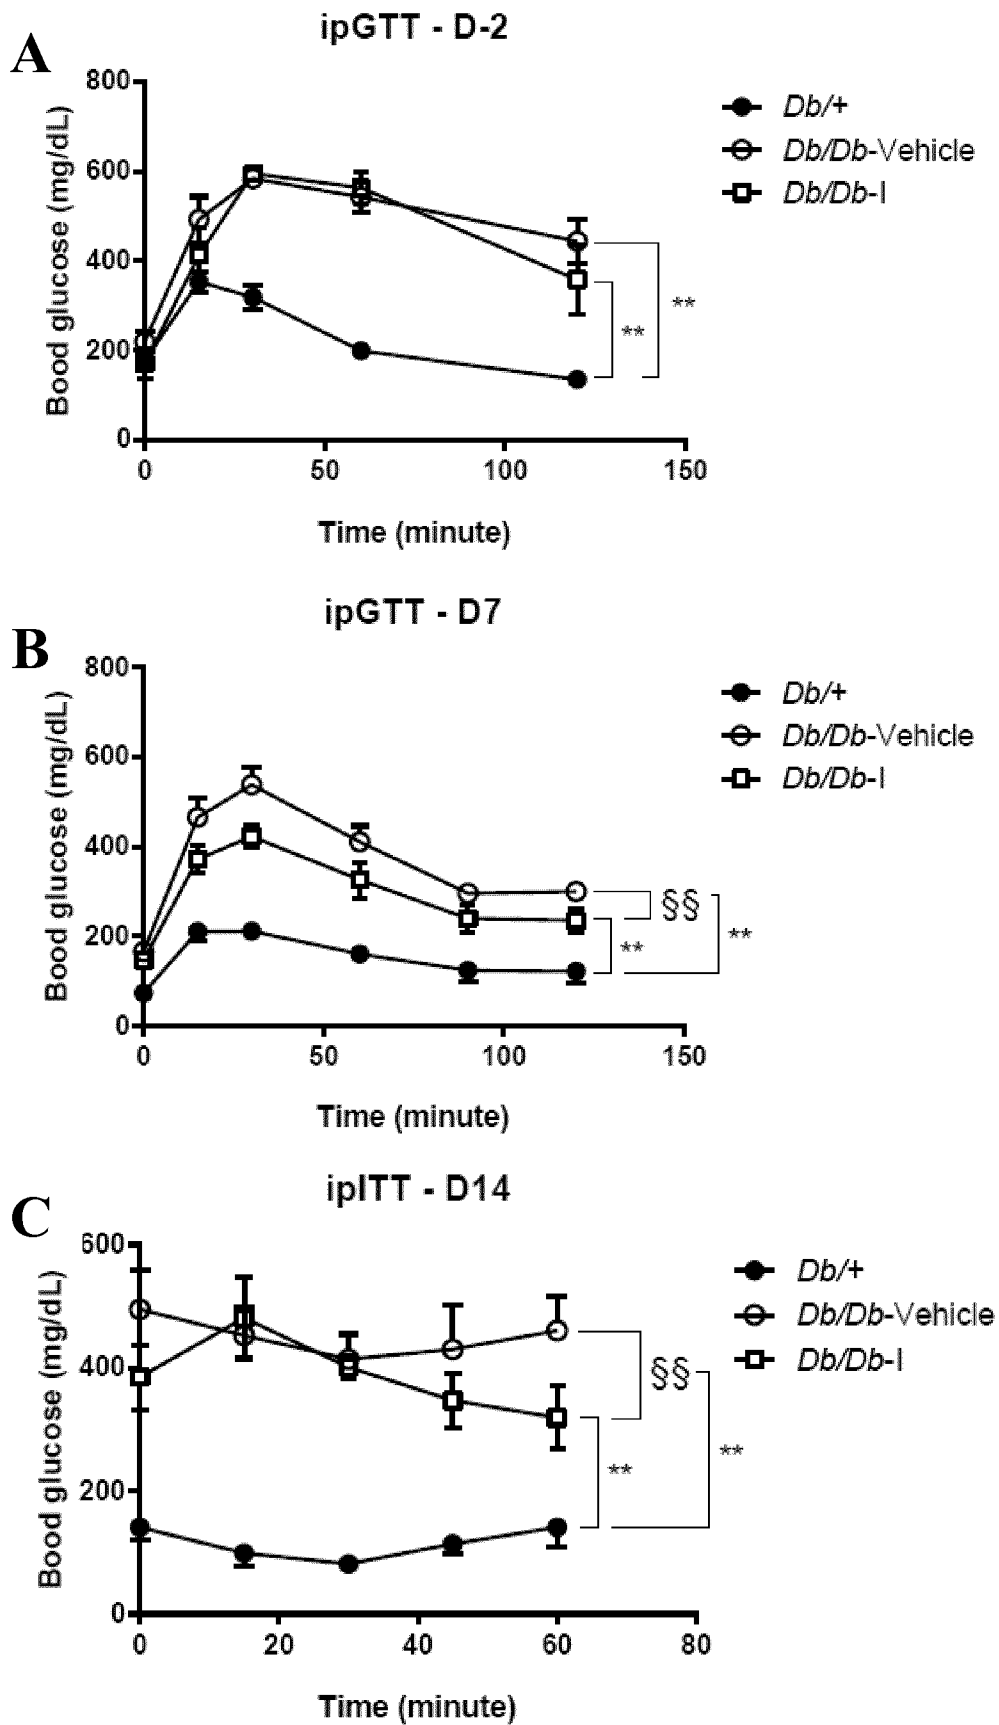 A
ipGTT - D-2
Bood glucose (mg/dL)
800
600
400
200
0
0 50 100 150
Time (minute)
Db/+
Db/Db-Vehicle
Db/Db-I
**
**
B
ipGTT - D7
Bood glucose (mg/dL)
800
600
400
200
0
0 50 100 150
Time (minute)
Db/+
Db/Db-Vehicle
Db/Db-I
§§
**
**
C
ipITT - D14
Bood glucose (mg/dL)
600
400
200
0
0 20 40 60 80
Time (minute)
Db/+
Db/Db-Vehicle
Db/Db-I
§§
**
**